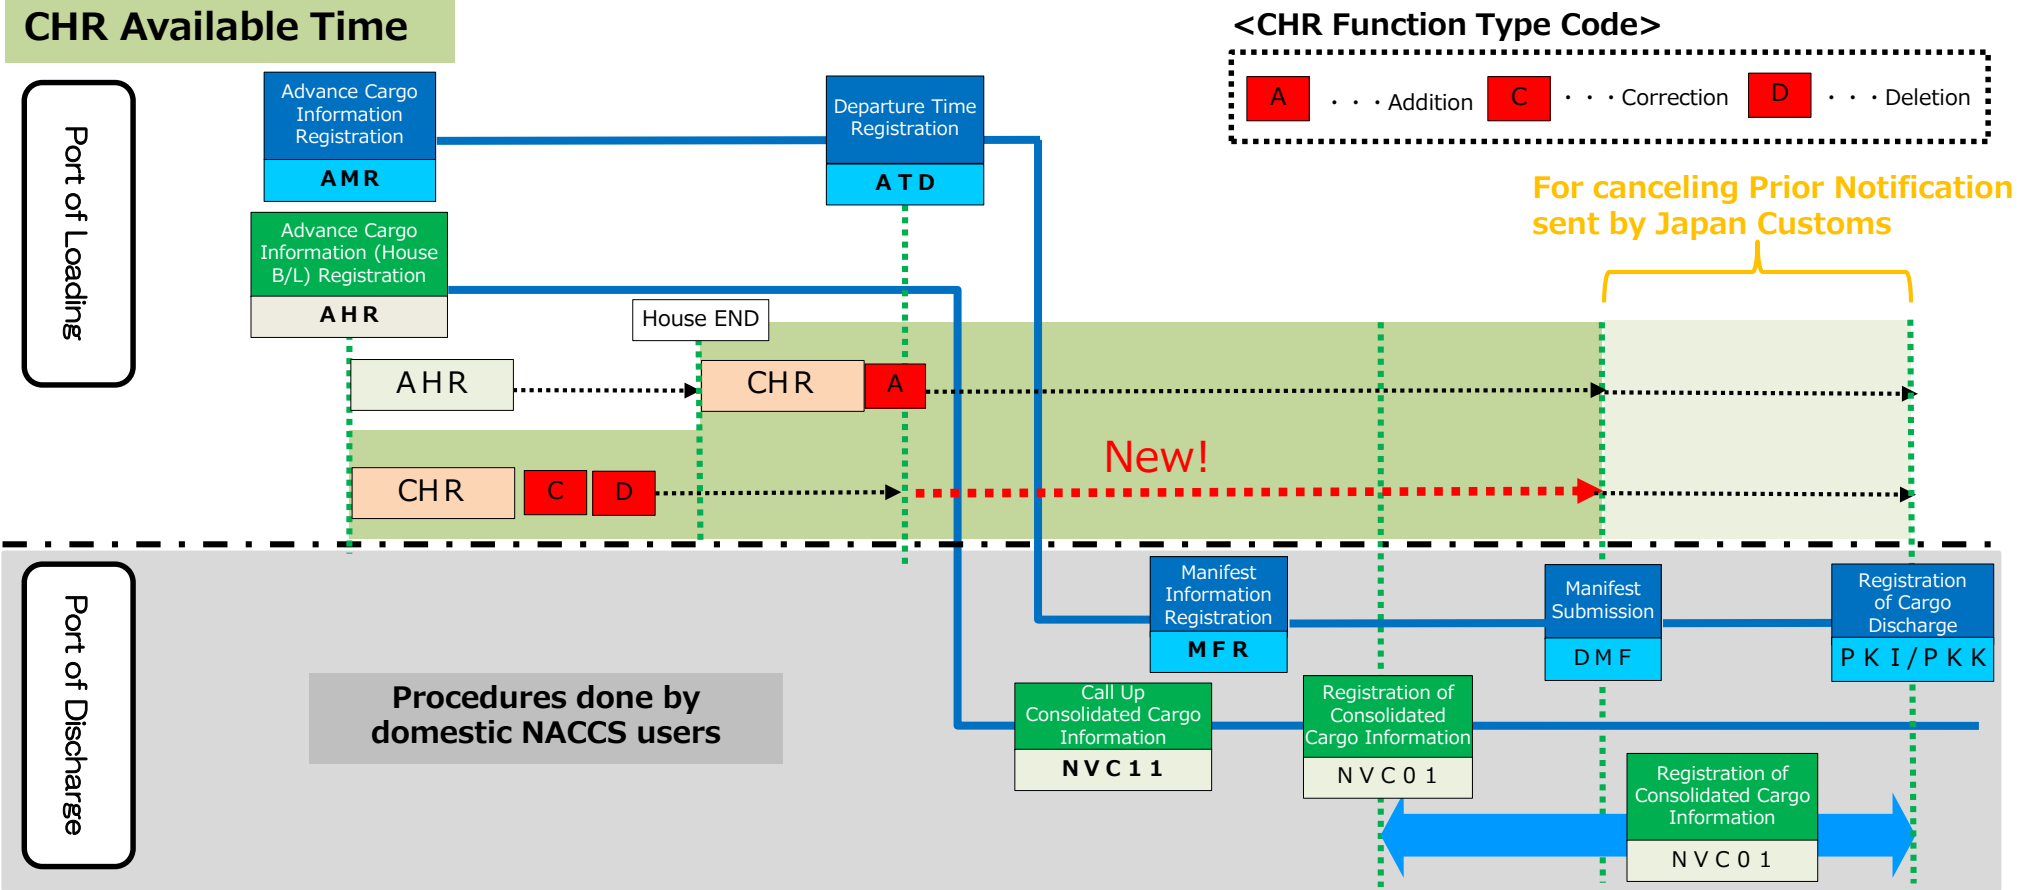 CHR Available Time
<CHR Function Type Code>
A ・・・Addition C ・・・Correction D ・・・Deletion
Port of Loading
Advance Cargo
Information
Registration
AMR
Departure Time
Registration
ATD
For canceling Prior Notification
sent by Japan Customs
Advance Cargo
Information (House
B/L) Registration
AHR
House END
AHR
CHR A
New!
CHR C D
Port of Discharge
Procedures done by
domestic NACCS users
Manifest
Information
Registration
MFR
Manifest
Submission
DMF
Registration
of Cargo
Discharge
PKI/PKK
Call Up
Consolidated Cargo
Information
NVC11
Registration of
Consolidated
Cargo Information
NVC01
Registration of
Consolidated Cargo
Information
NVC01